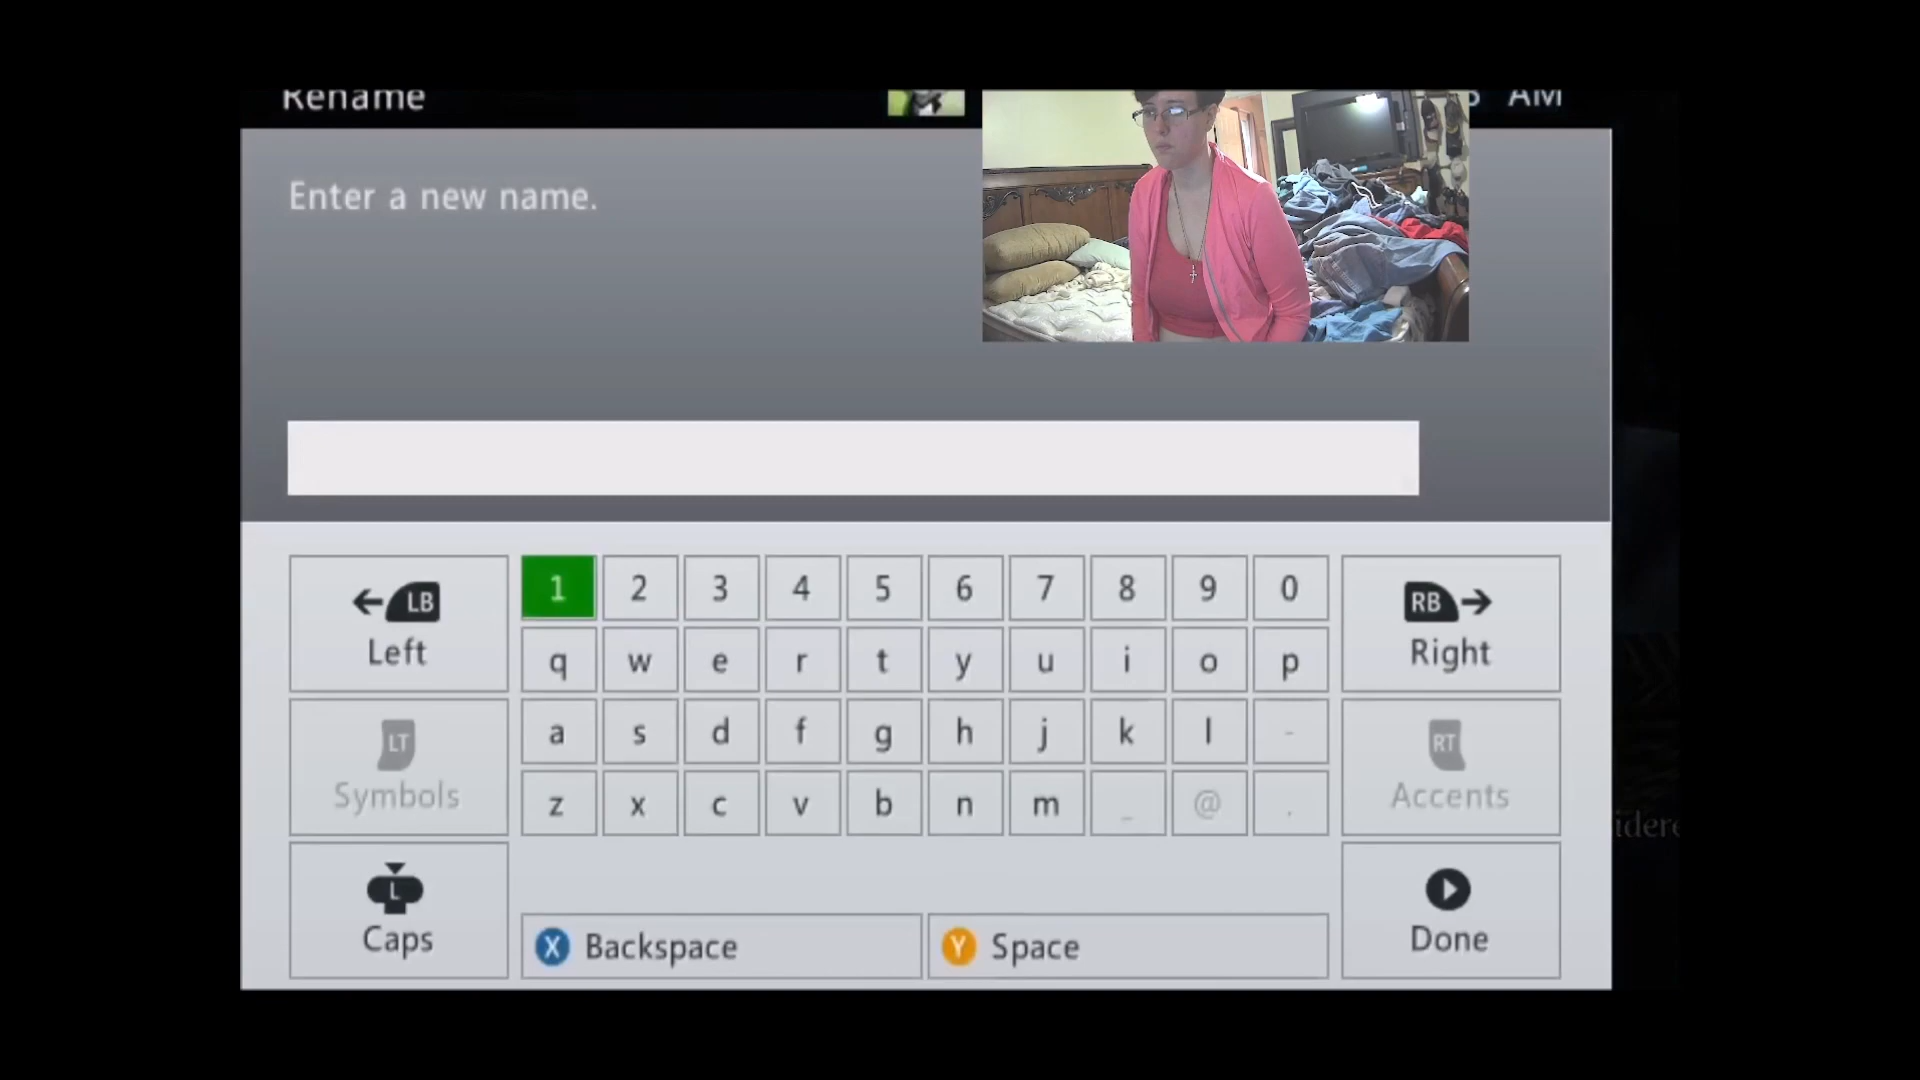 Rename
AM
Enter a new name.
LB
Left
1 2 3 4 5 6 7 8 9 0
RB
Right
q w e r t y u i o p
LT
Symbols
a s d f g h j k l -
RT
Accents
z x c v b n m _ @ .
L
Caps
X Backspace
Y Space
Done